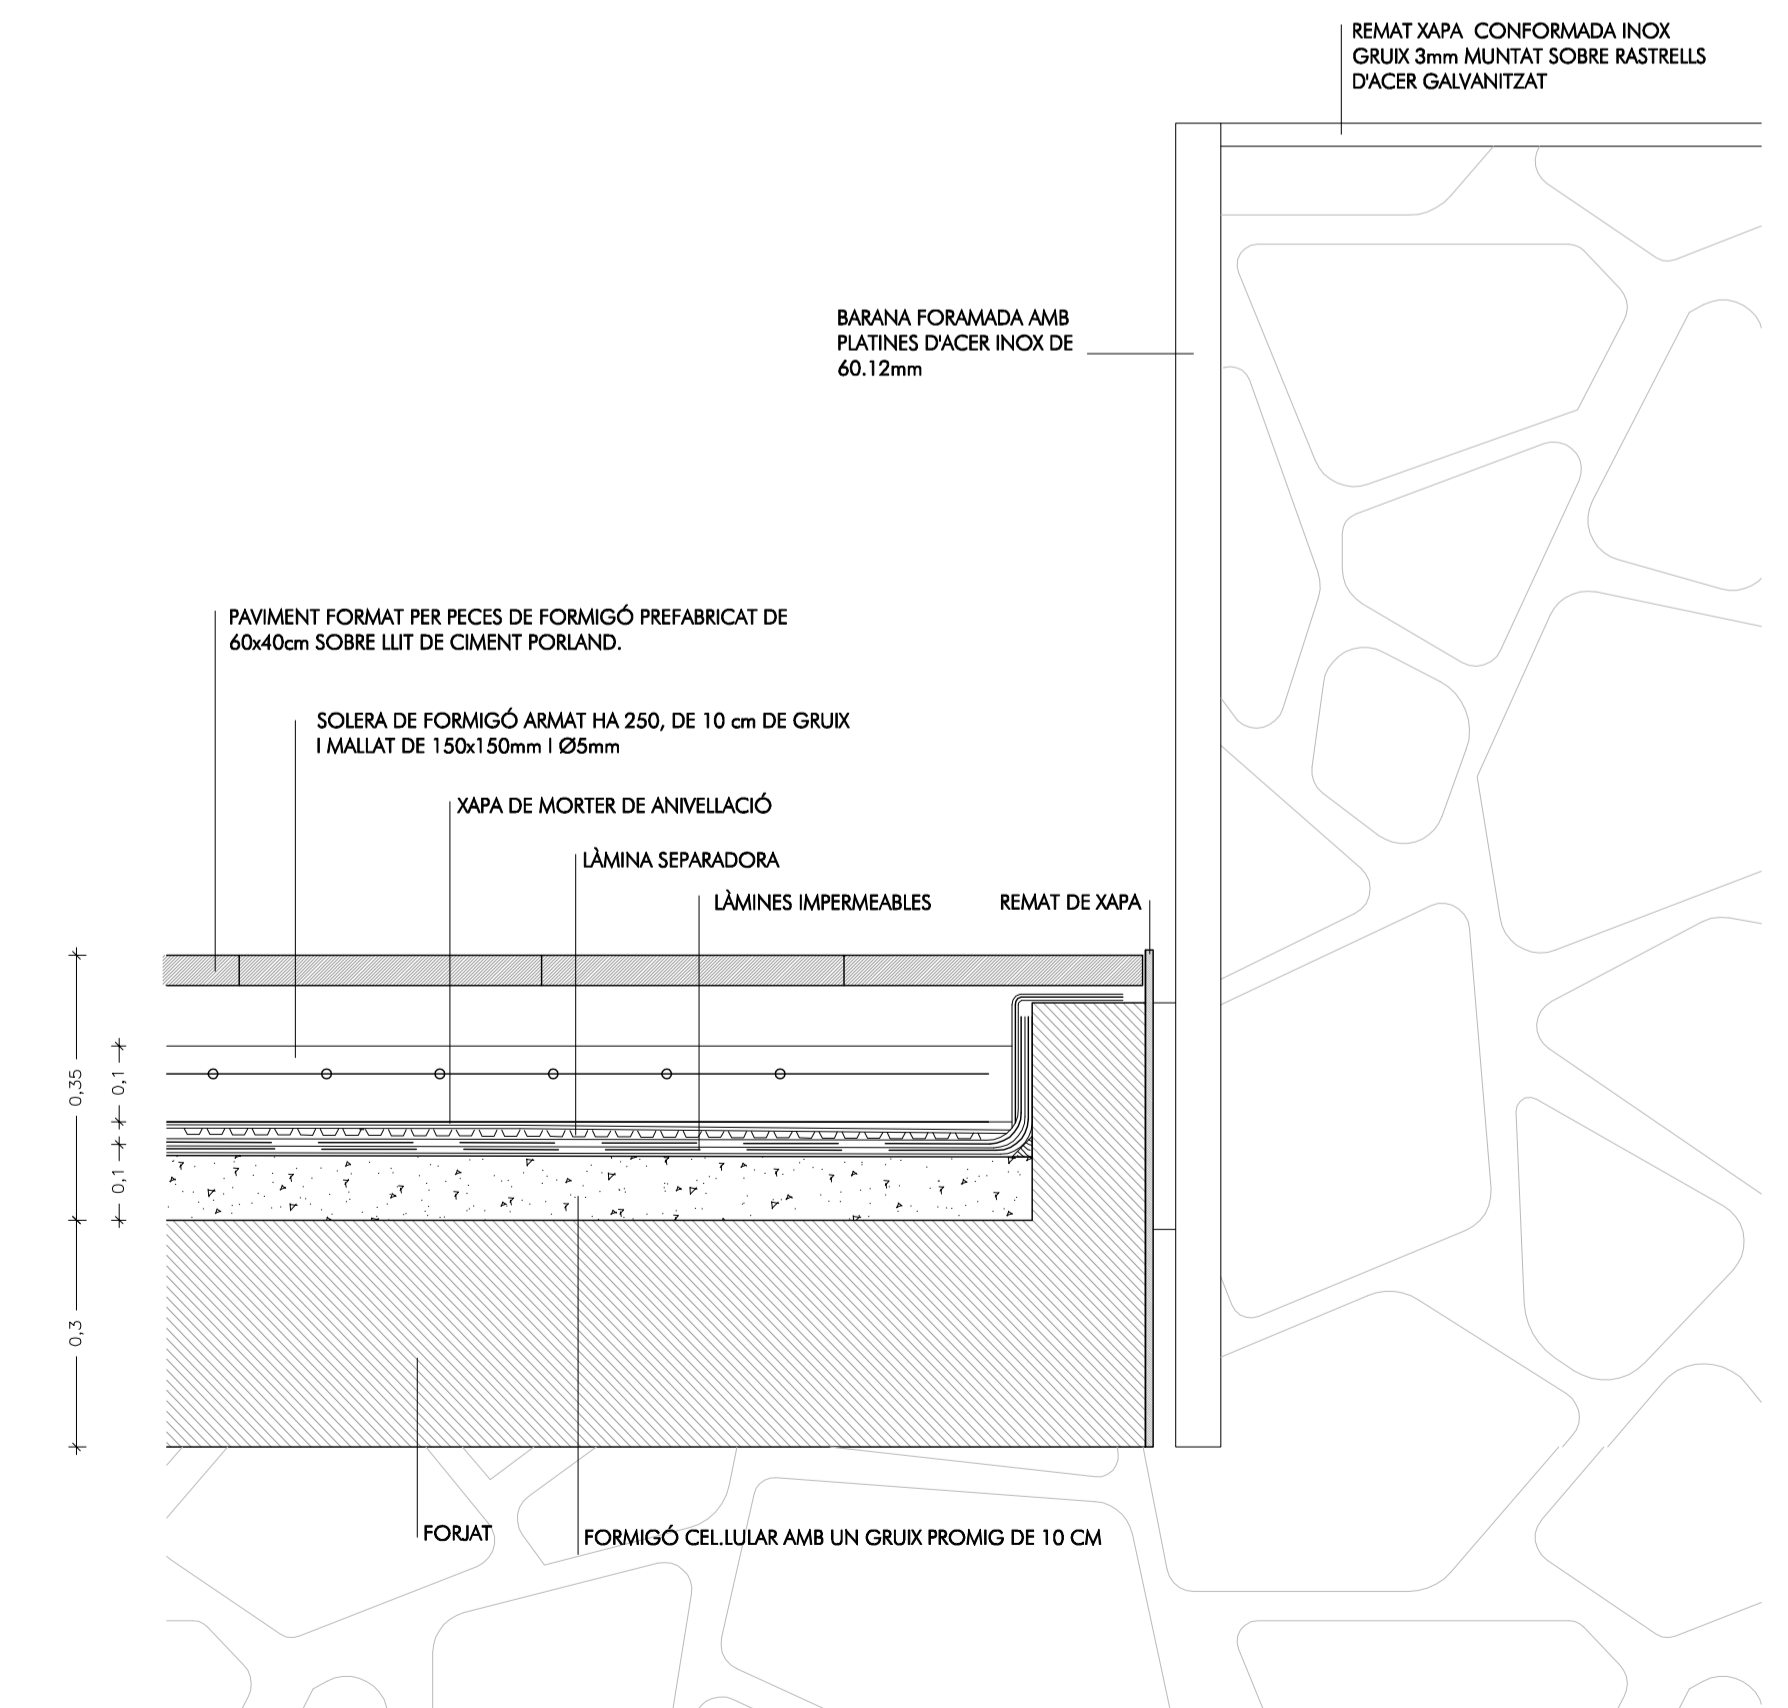 REMAT XAPA CONFORMADA INOX
GRUIX 3mm MUNTAT SOBRE RASTRELLS
D'ACER GALVANITZAT
BARANA FORAMADA AMB
PLATINES D'ACER INOX DE
60.12mm
PAVIMENT FORMAT PER PECES DE FORMIGÓ PREFABRICAT DE
60x40cm SOBRE LLIT DE CIMENT PORLAND.
SOLERA DE FORMIGÓ ARMAT HA 250, DE 10 cm DE GRUIX
I MALLAT DE 150x150mm I Ø5mm
XAPA DE MORTER DE ANIVELLACIÓ
LÀMINA SEPARADORA
LÀMINES IMPERMEABLES
REMAT DE XAPA
0,35
0,1
0,1
0,3
FORJAT
FORMIGÓ CEL.LULAR AMB UN GRUIX PROMIG DE 10 CM